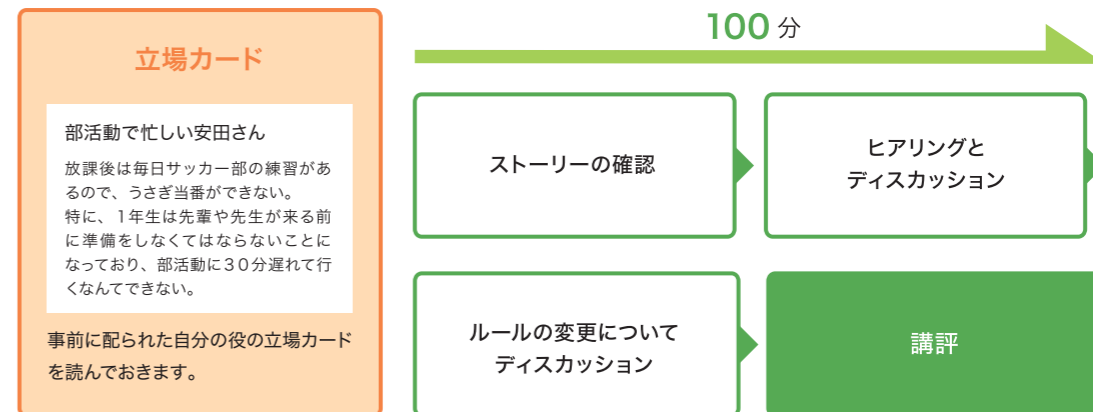 立場カード
部活動で忙しい安田さん
放課後は毎日サッカー部の練習があ
るので、うさぎ当番ができない。
特に、1年生は先輩や先生が来る前
に準備をしなくてはならないことに
なっており、部活動に30分遅れて行
くなんてできない。
事前に配られた自分の役の立場カード
を読んでおきます。
100 分
ストーリーの確認
ヒアリングと
ディスカッション
ルールの変更について
ディスカッション
講評